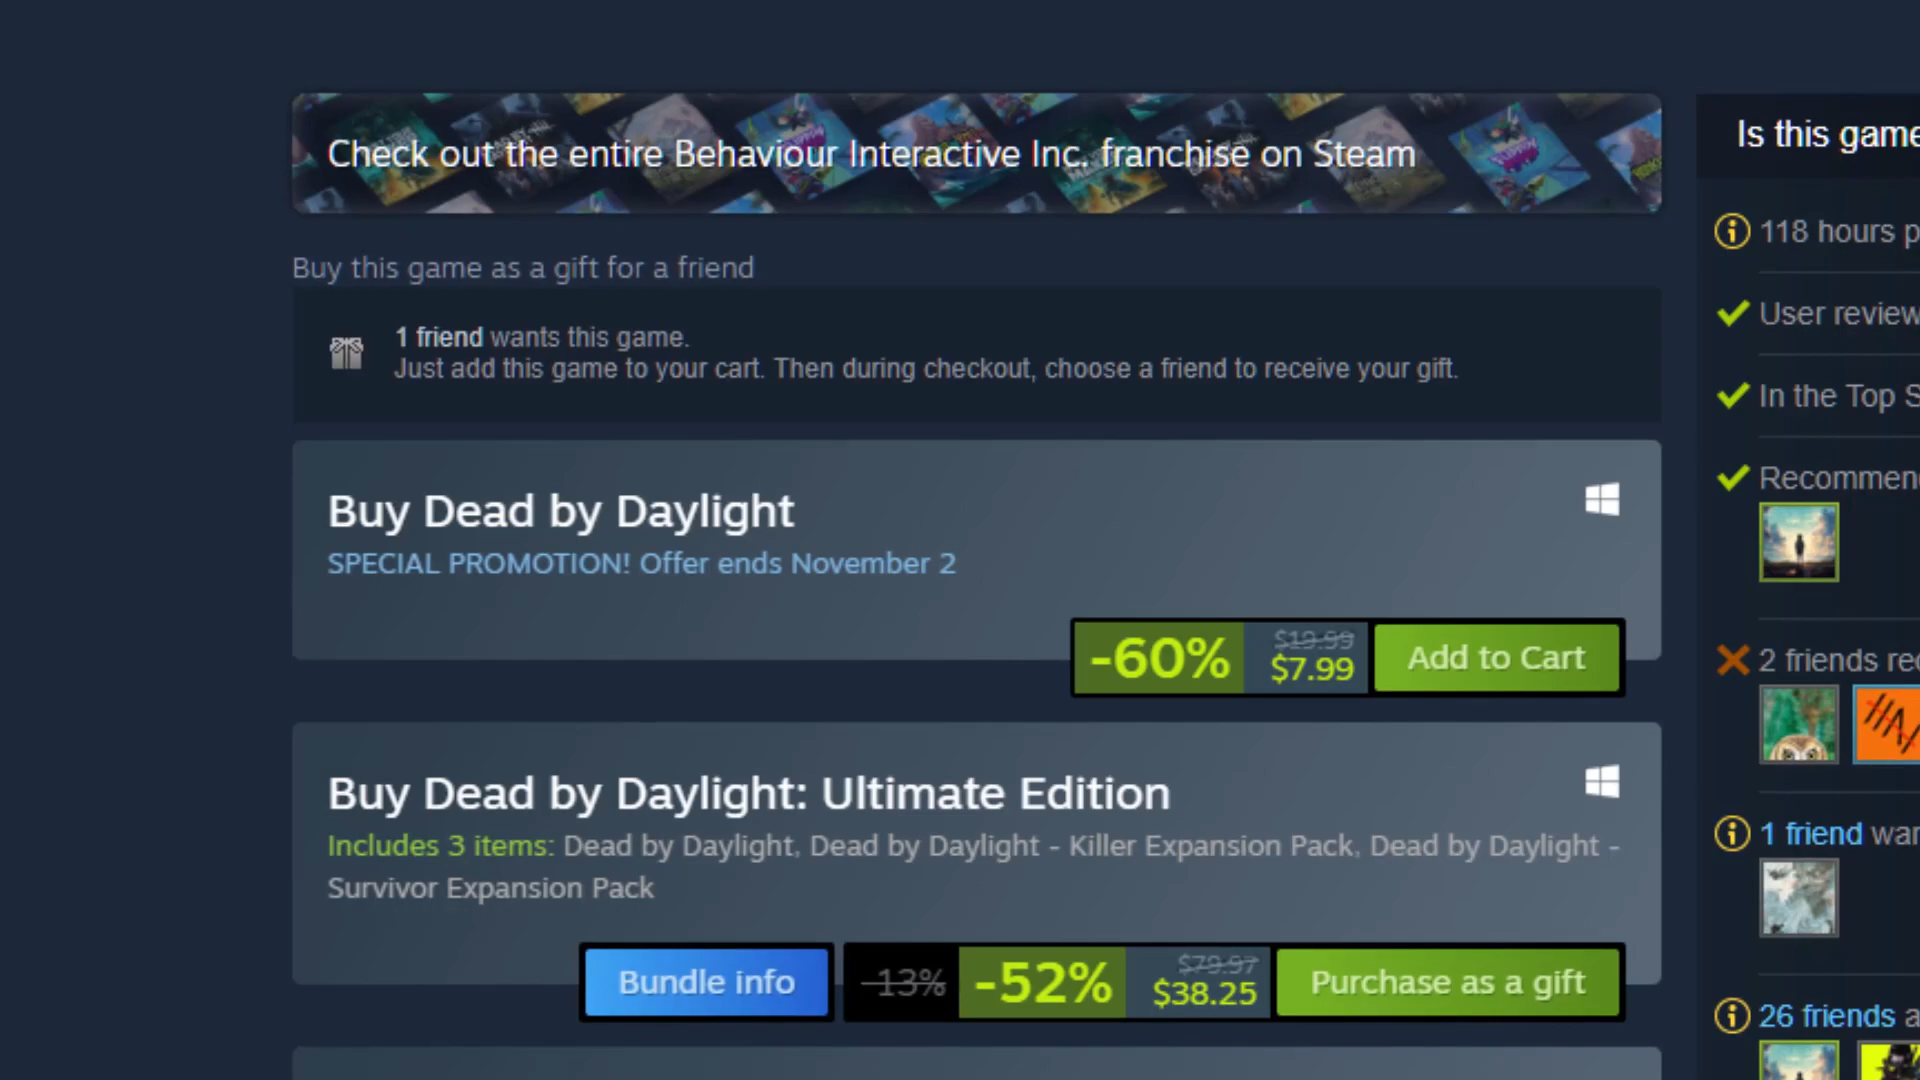 Check out the entire Behaviour Interactive Inc. franchise on Steam
Is this game
118 hours p
Buy this game as a gift for a friend
1 friend wants this game.
Just add this game to your cart. Then during checkout, choose a friend to receive your gift.
User review
In the Top S
Recommen
Buy Dead by Daylight
SPECIAL PROMOTION! Offer ends November 2
-60%
$19.99
$7.99
Add to Cart
2 friends rec
Buy Dead by Daylight: Ultimate Edition
Includes 3 items: Dead by Daylight, Dead by Daylight - Killer Expansion Pack, Dead by Daylight -
Survivor Expansion Pack
1 friend wan
Bundle info
-13%
-52%
$79.97
$38.25
Purchase as a gift
26 friends a